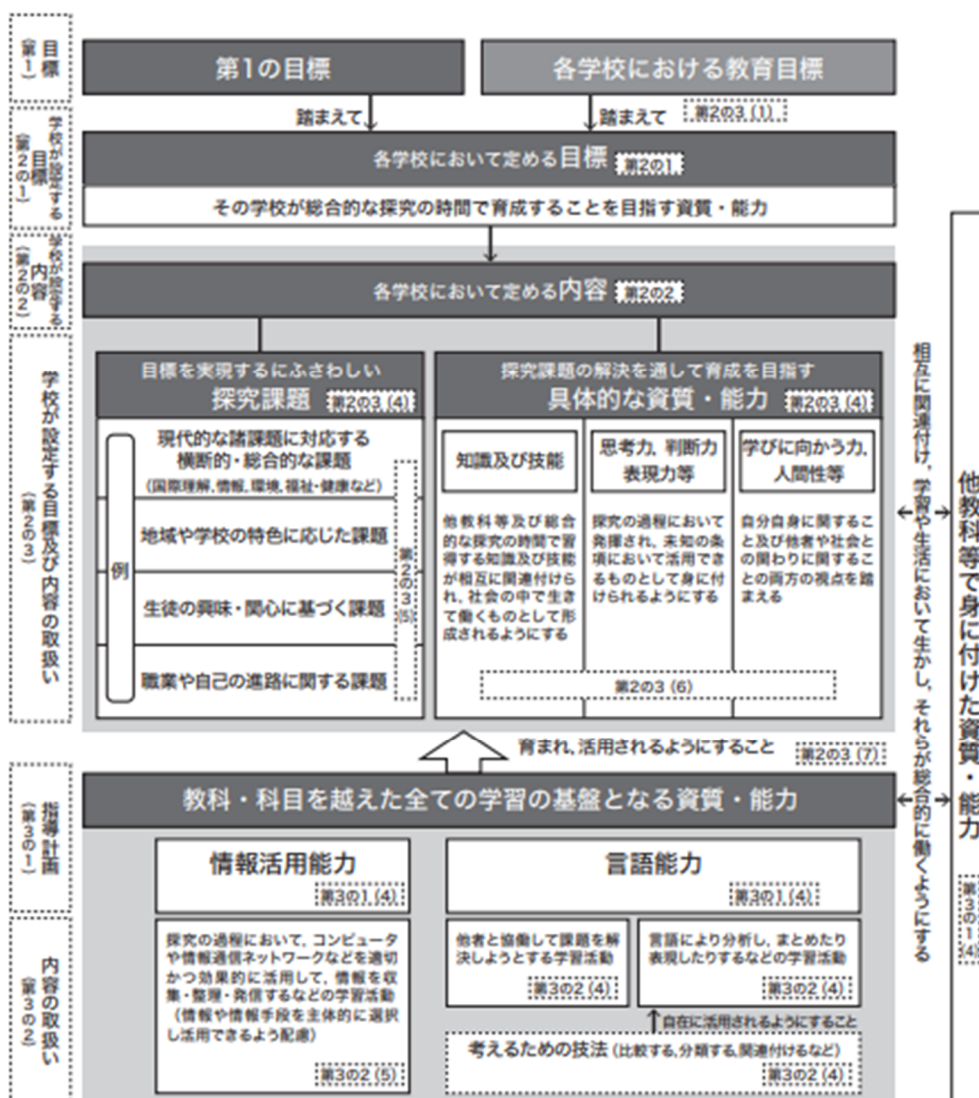 目標
（第１）
第1の目標
各学校における教育目標
踏まえて
踏まえて
第2の3（1）
学校が設定する
目標
（第２の１）
各学校において定める目標 第2の1
その学校が総合的な探究の時間で育成することを目指す資質・能力
学校が設定する
内容
（第２の２）
各学校において定める内容 第2の2
学校が設定する目標及び内容の取扱い
（第２の３）
目標を実現するにふさわしい
探究課題 第2の3（4）
例
現代的な諸課題に対応する
横断的・総合的な課題
（国際理解、情報、環境、福祉・健康など）
地域や学校の特色に応じた課題
生徒の興味・関心に基づく課題
職業や自己の進路に関する課題
第２の３(5)
探究課題の解決を通して育成を目指す
具体的な資質・能力 第2の3（4）
知識及び技能
他教科等及び総合
的な探究の時間で習
得する知識及び技能
が相互に関連付けら
れ、社会の中で生き
て働くものとして形
成されるようにする
思考力、判断力
表現力等
探究の過程において
発揮され、未知の状
況において活用でき
るものとして身に付
けられるようにする
学びに向かう力、
人間性等
自分自身に関するこ
と及び他者や社会と
の関わりに関するこ
との両方の視点を踏
まえる
第2の3（6）
育まれ、活用されるようにすること
第2の3（7）
指導計画
（第３の１）
教科・科目を越えた全ての学習の基盤となる資質・能力
情報活用能力
第3の1（4）
言語能力
第3の1（4）
内容の取扱い
（第３の２）
探究の過程において、コンピュータ
や情報通信ネットワークなどを適切
かつ効果的に活用して、情報を収
集・整理・発信するなどの学習活動
（情報や情報手段を主体的に選択
し活用できるよう配慮）
第3の2（5）
他者と協働して課題を解
決しようとする学習活動
第3の2（4）
言語により分析し、まとめたり
表現したりするなどの学習活動
第3の2（4）
自在に活用されるようにすること
考えるための技法（比較する、分類する、関連付けるなど）
第3の2（4）
相互に関連付け、学習や生活において生かし、それらが総合的に働くようにする
他教科等で身に付けた資質・能力
第３の１(4)